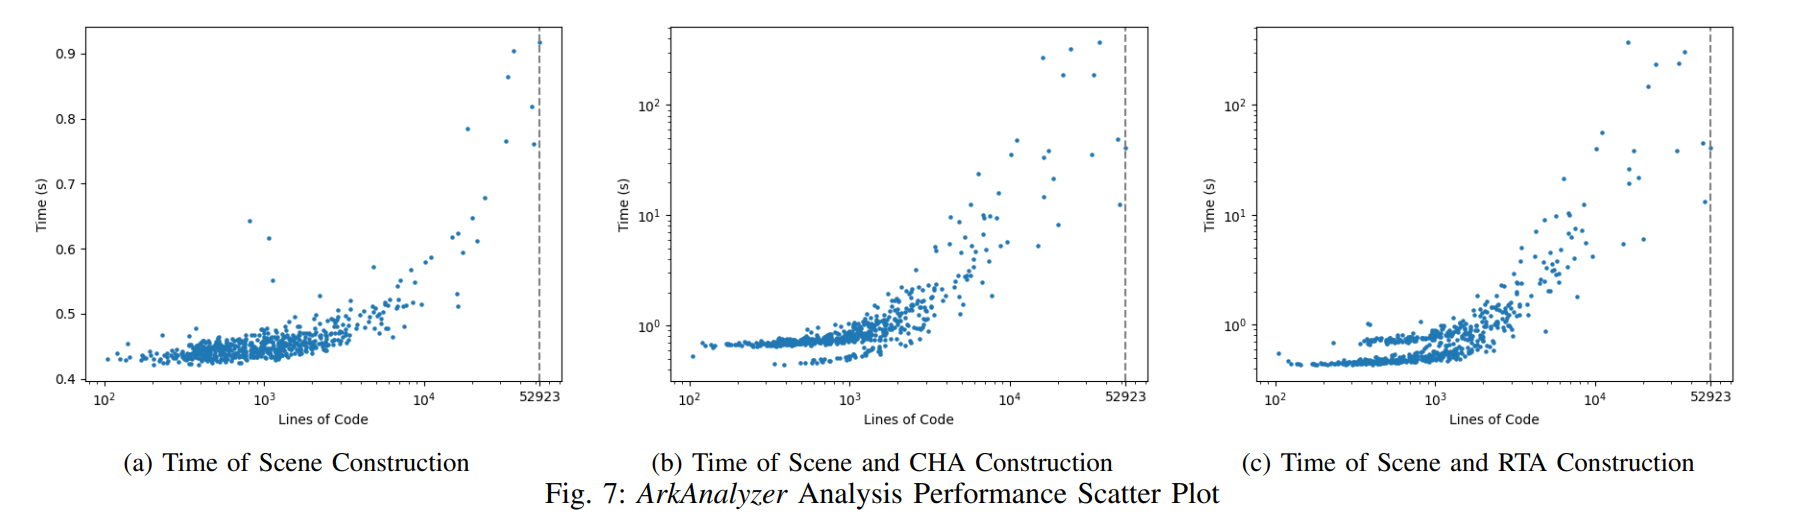 0.9
0.8
0.7
0.6
0.5
0.4
Time (s)
10²
10³
10⁴
52923
Lines of Code
(a) Time of Scene Construction
10²
10¹
10⁰
Time (s)
10²
10³
10⁴
52923
Lines of Code
(b) Time of Scene and CHA Construction
10²
10¹
10⁰
Time (s)
10²
10³
10⁴
52923
Lines of Code
(c) Time of Scene and RTA Construction
Fig. 7: ArkAnalyzer Analysis Performance Scatter Plot